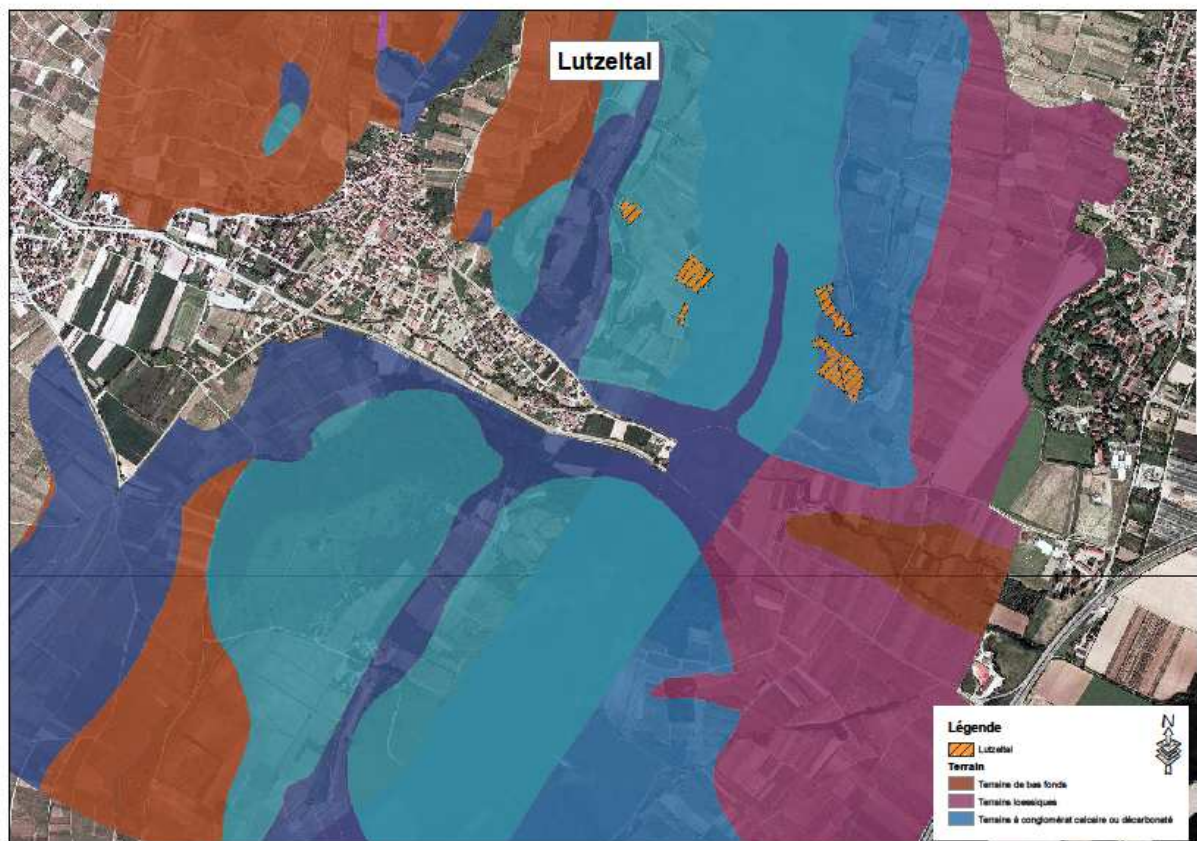 Lutzeltal
Légende
N
Lutzeltal
Terrain
Terrains de bas fonds
Terrains loessiques
Terrains à conglomérat calcaire ou décarbonaté